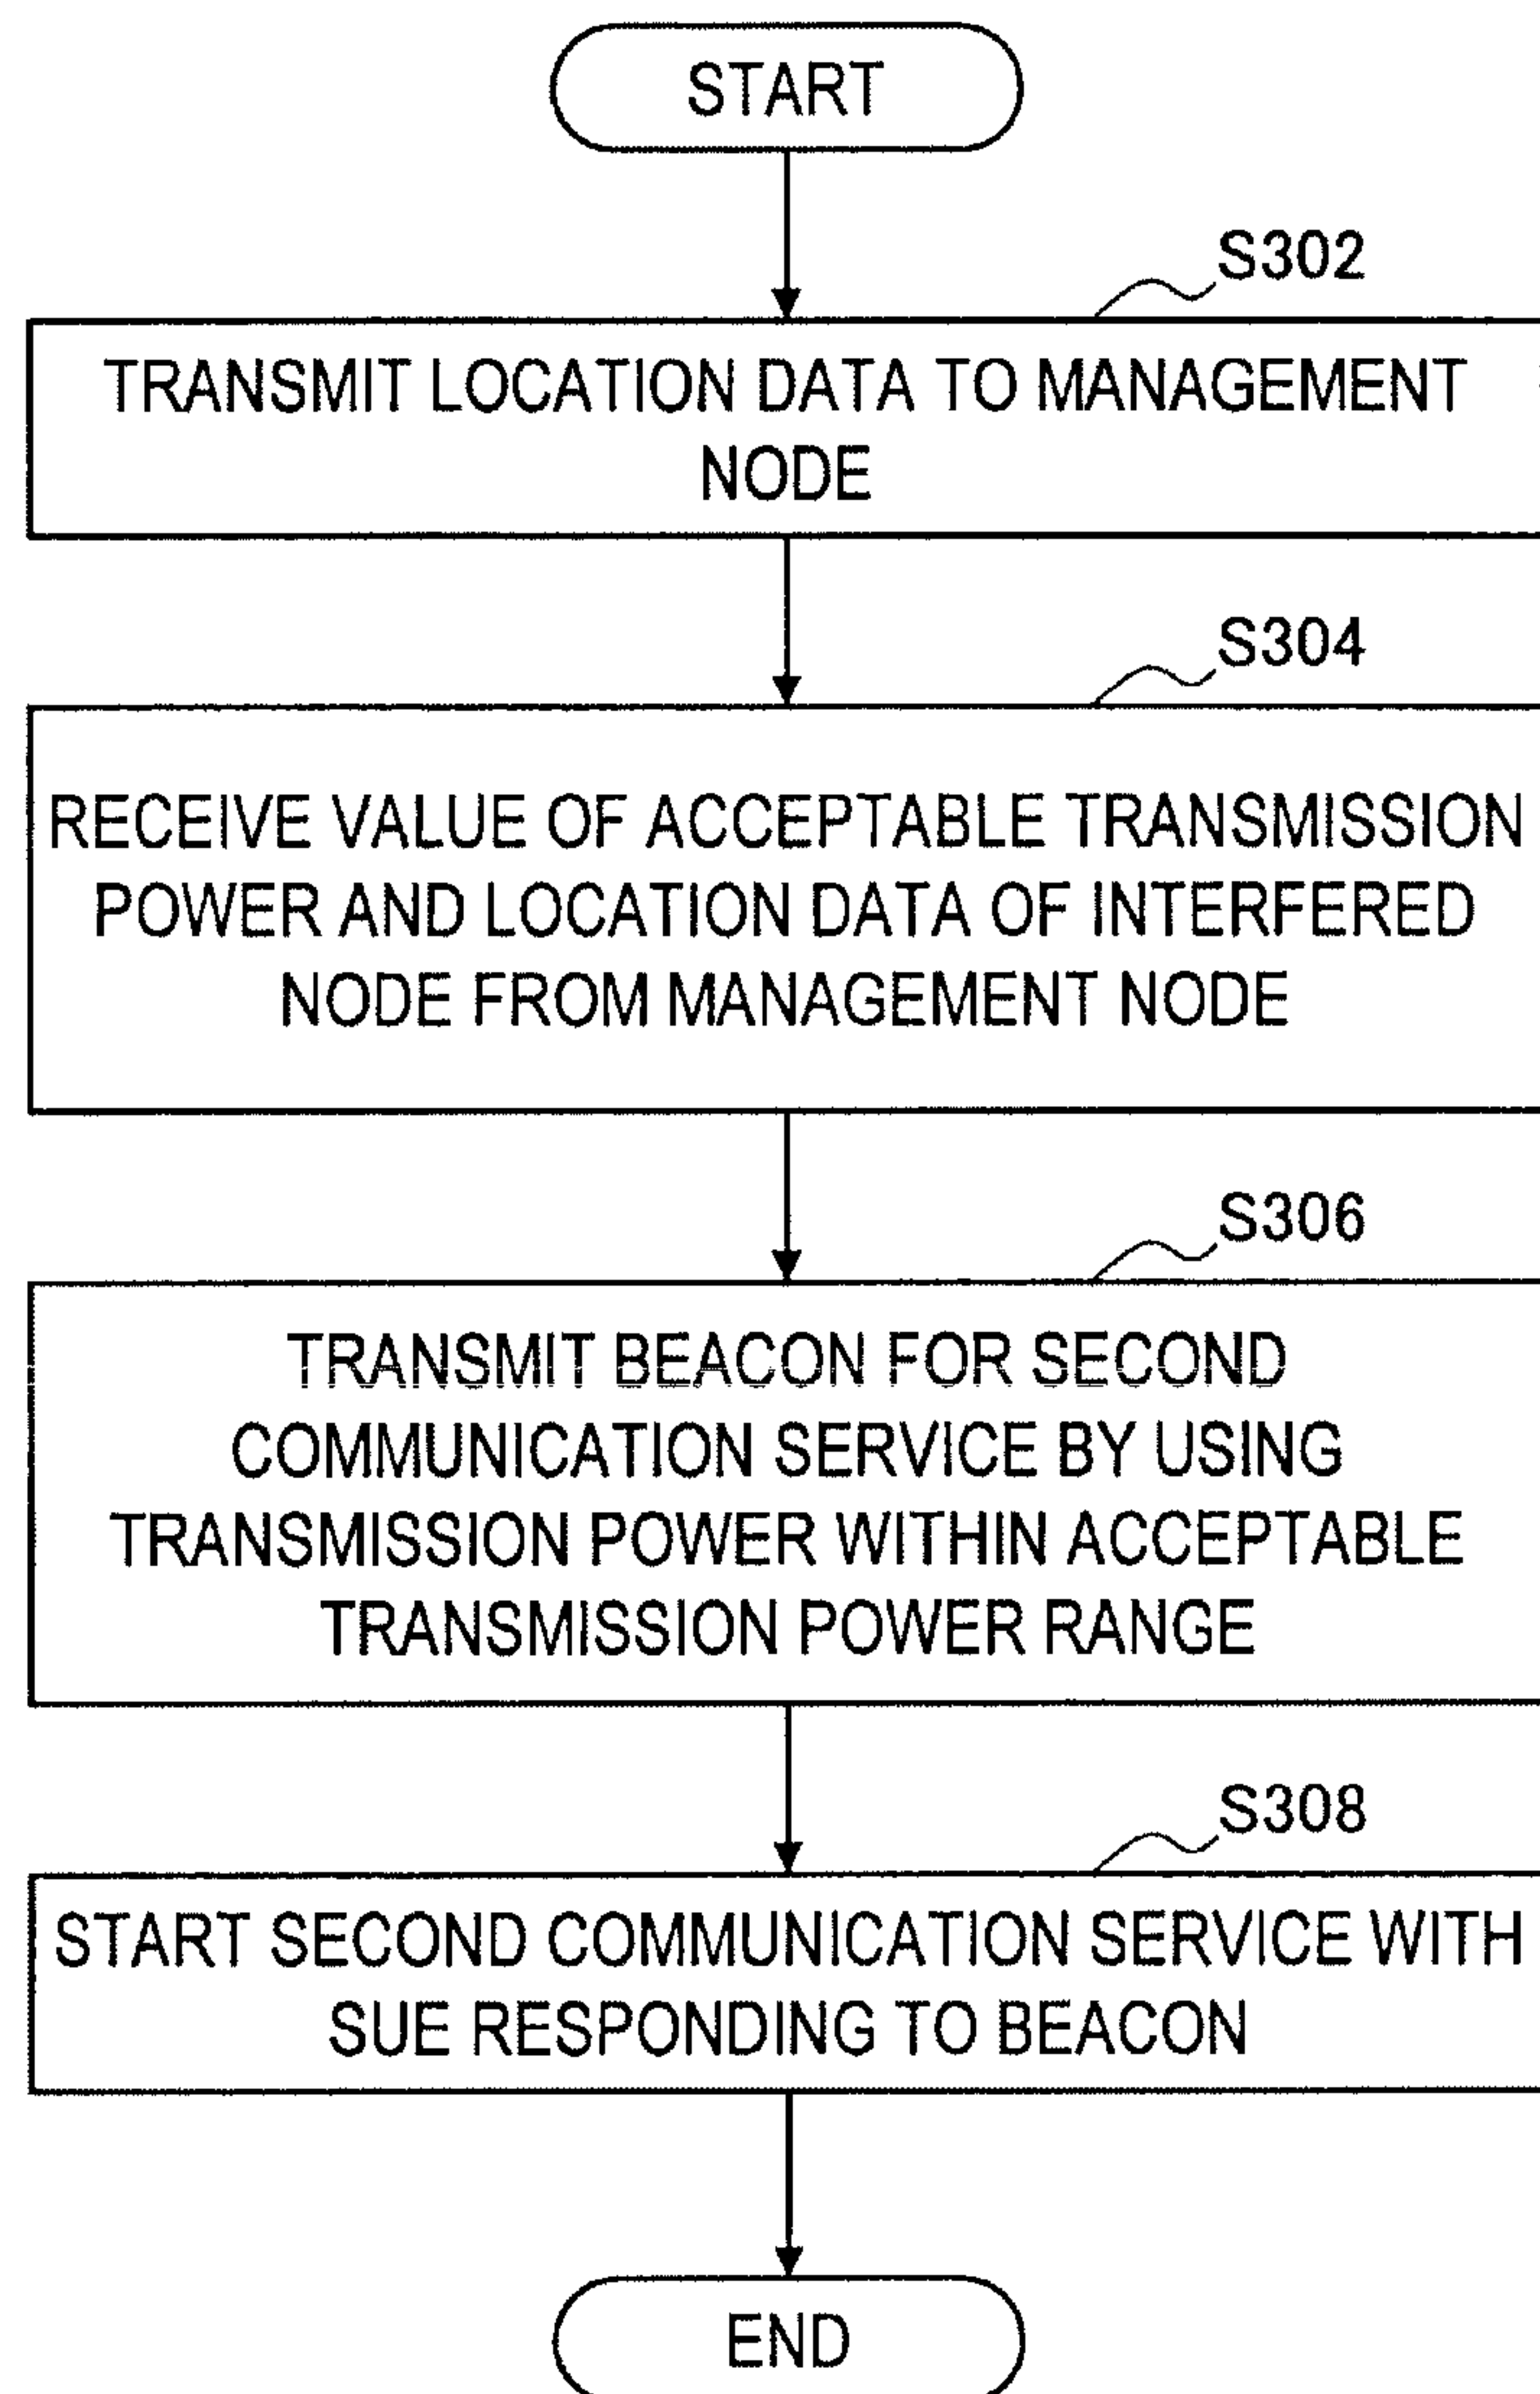 START
S302
TRANSMIT LOCATION DATA TO MANAGEMENT
NODE
S304
RECEIVE VALUE OF ACCEPTABLE TRANSMISSION
POWER AND LOCATION DATA OF INTERFERED
NODE FROM MANAGEMENT NODE
S306
TRANSMIT BEACON FOR SECOND
COMMUNICATION SERVICE BY USING
TRANSMISSION POWER WITHIN ACCEPTABLE
TRANSMISSION POWER RANGE
S308
START SECOND COMMUNICATION SERVICE WITH
SUE RESPONDING TO BEACON
END